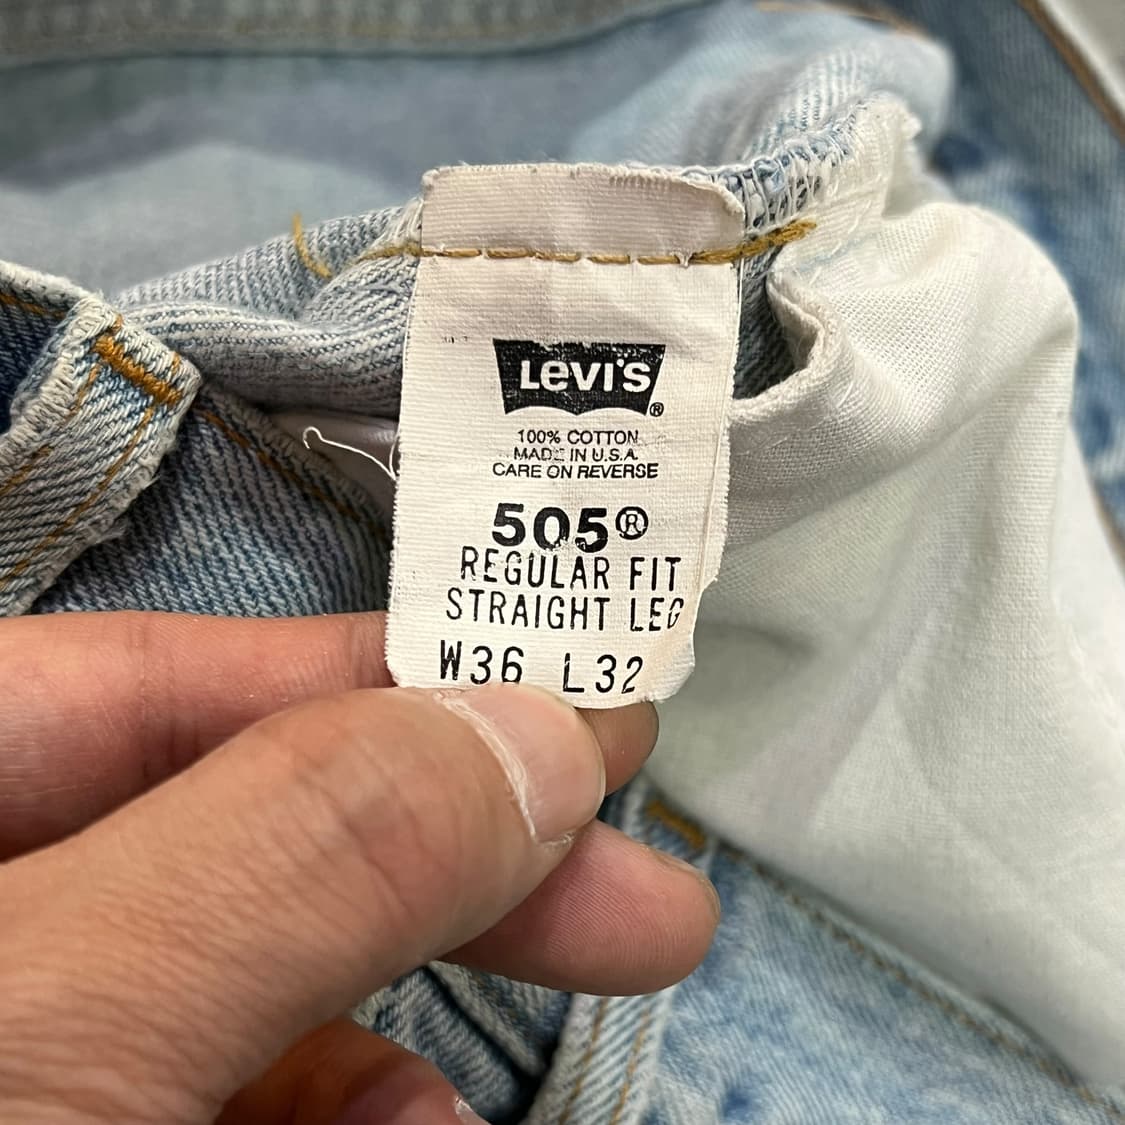 LEVI'S®
100% COTTON
MADE IN U.S.A.
CARE ON REVERSE
505®
REGULAR FIT
STRAIGHT LEG
W36 L32